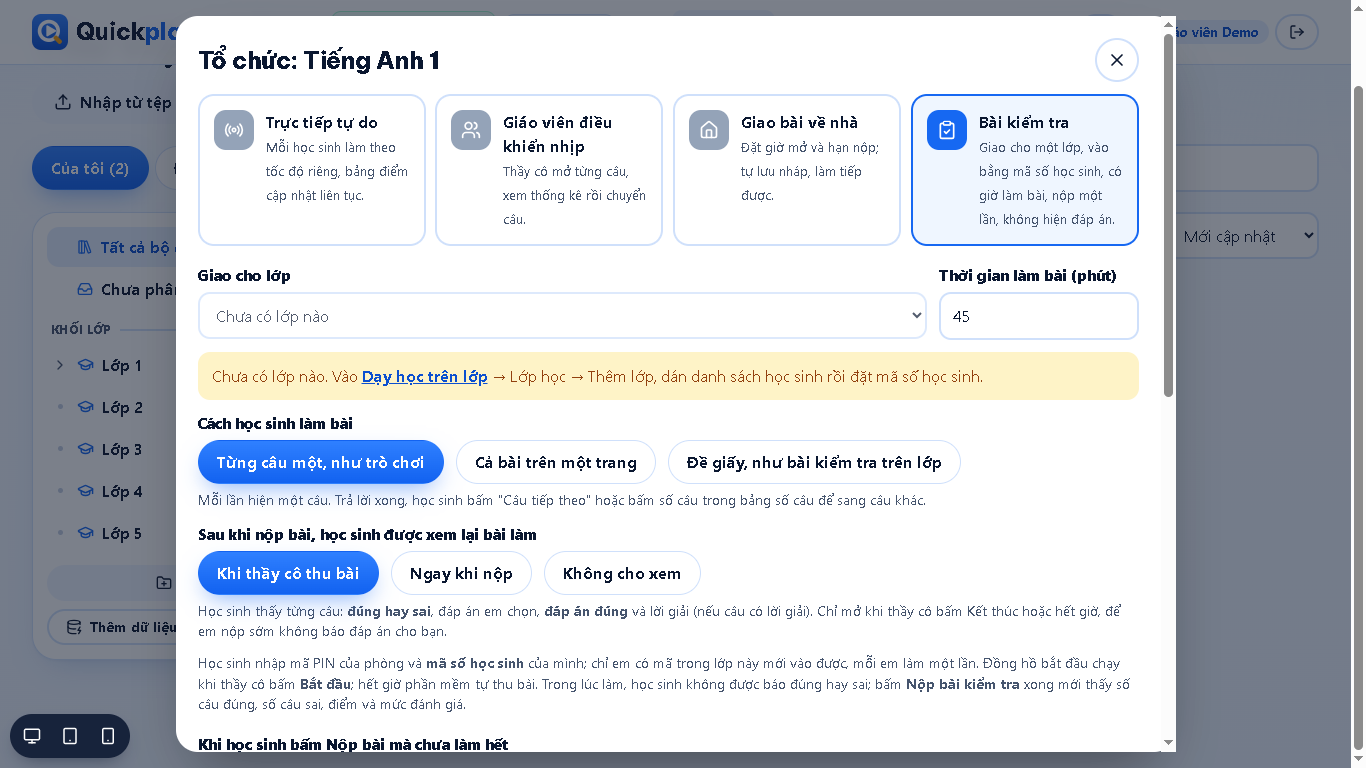 Quickpl
áo viên Demo
Tổ chức: Tiếng Anh 1
Nhập từ tệp
Trực tiếp tự do
Mỗi học sinh làm theo
tốc độ riêng, bảng điểm
cập nhật liên tục.
Giáo viên điều
khiển nhịp
Thầy cô mở từng câu,
xem thống kê rồi chuyển
câu.
Giao bài về nhà
Đặt giờ mở và hạn nộp;
tự lưu nháp, làm tiếp
được.
Bài kiểm tra
Giao cho một lớp, vào
bằng mã số học sinh, có
giờ làm bài, nộp một
lần, không hiện đáp án.
Của tôi (2)
Tất cả bộ
Mới cập nhật
Chưa phân
KHỐI LỚP
Lớp 1
Lớp 2
Lớp 3
Lớp 4
Lớp 5
Thêm dữ liệu
Giao cho lớp
Thời gian làm bài (phút)
Chưa có lớp nào
45
Chưa có lớp nào. Vào Dạy học trên lớp → Lớp học → Thêm lớp, dán danh sách học sinh rồi đặt mã số học sinh.
Cách học sinh làm bài
Từng câu một, như trò chơi
Cả bài trên một trang
Đề giấy, như bài kiểm tra trên lớp
Mỗi lần hiện một câu. Trả lời xong, học sinh bấm "Câu tiếp theo" hoặc bấm số câu trong bảng số câu để sang câu khác.
Sau khi nộp bài, học sinh được xem lại bài làm
Khi thầy cô thu bài
Ngay khi nộp
Không cho xem
Học sinh thấy từng câu: đúng hay sai, đáp án em chọn, đáp án đúng và lời giải (nếu câu có lời giải). Chỉ mở khi thầy cô bấm Kết thúc hoặc hết giờ, để
em nộp sớm không báo đáp án cho bạn.
Học sinh nhập mã PIN của phòng và mã số học sinh của mình; chỉ em có mã trong lớp này mới vào được, mỗi em làm một lần. Đồng hồ bắt đầu chạy
khi thầy cô bấm Bắt đầu; hết giờ phần mềm tự thu bài. Trong lúc làm, học sinh không được báo đúng hay sai; bấm Nộp bài kiểm tra xong mới thấy số
câu đúng, số câu sai, điểm và mức đánh giá.
Khi học sinh bấm Nộp bài mà chưa làm hết